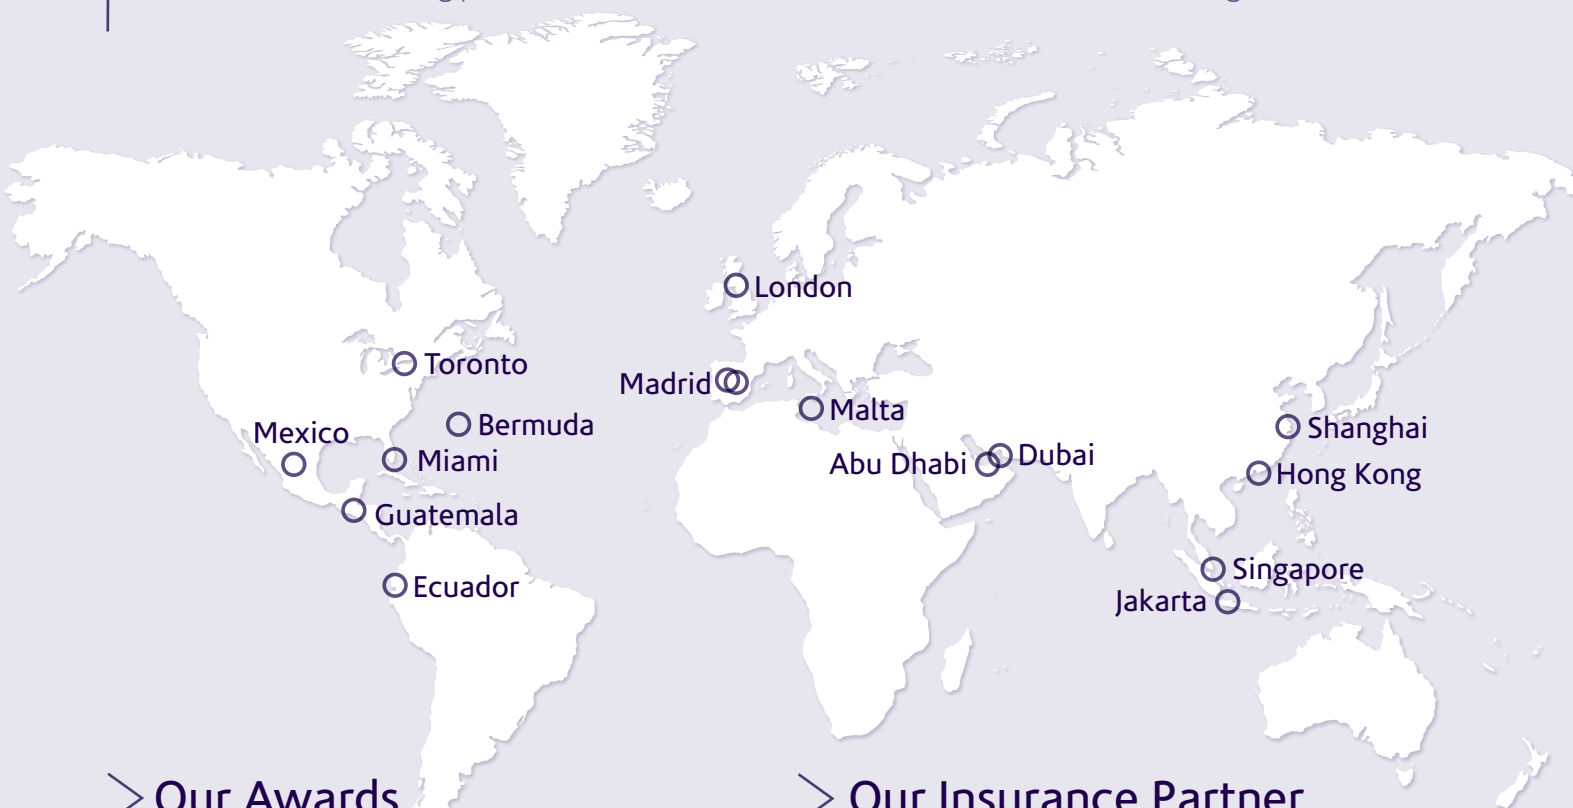 London
Toronto
Madrid
Malta
Bermuda
Mexico
Shanghai
Miami
Abu Dhabi
Dubai
Hong Kong
Guatemala
Singapore
Ecuador
Jakarta
Our Awards
Our Insurance Partner